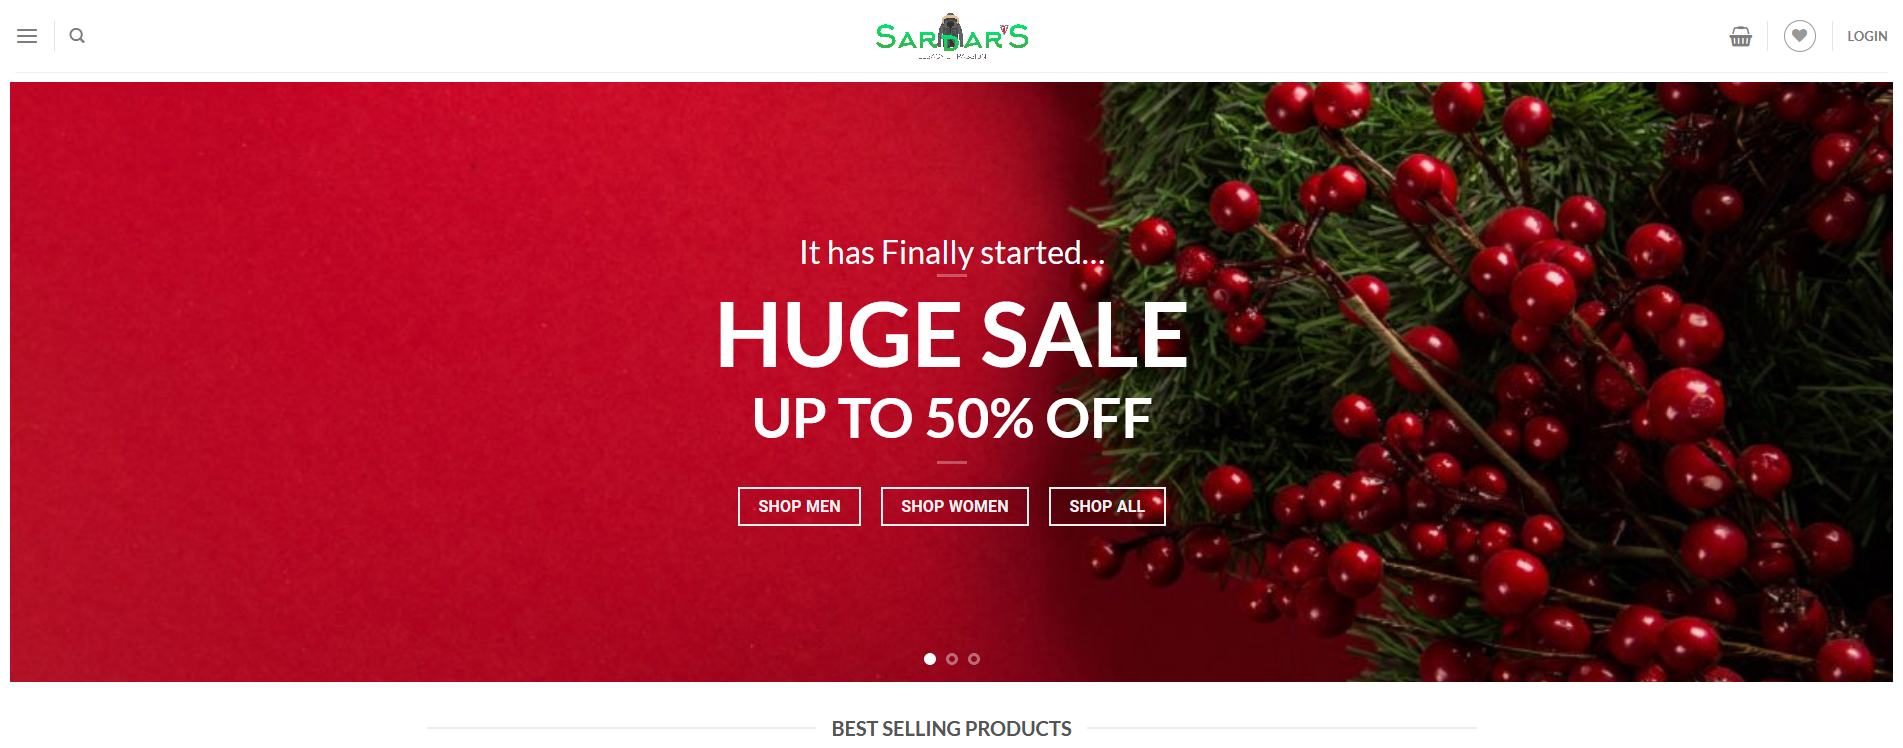 SARDAR'S
LOGIN
It has Finally started...
HUGE SALE
UP TO 50% OFF
SHOP MEN
SHOP WOMEN
SHOP ALL
BEST SELLING PRODUCTS